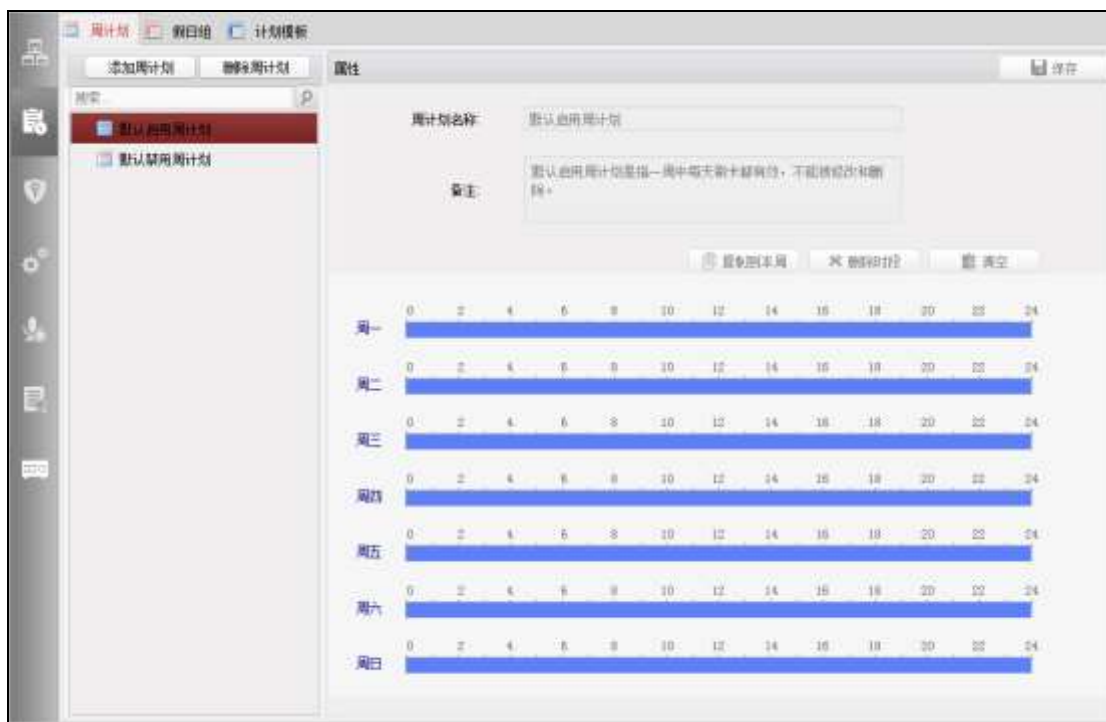 周计划 假日组 计划模板
添加周计划 删除周计划 属性 保存
搜索...
默认启用周计划
默认禁用周计划
周计划名称: 默认启用周计划
备注: 默认启用周计划是指一周中每天刷卡都有效，不能被修改和删
除。
复制到本周 删除时段 清空
0 2 4 6 8 10 12 14 16 18 20 22 24
周一
0 2 4 6 8 10 12 14 16 18 20 22 24
周二
0 2 4 6 8 10 12 14 16 18 20 22 24
周三
0 2 4 6 8 10 12 14 16 18 20 22 24
周四
0 2 4 6 8 10 12 14 16 18 20 22 24
周五
0 2 4 6 8 10 12 14 16 18 20 22 24
周六
0 2 4 6 8 10 12 14 16 18 20 22 24
周日